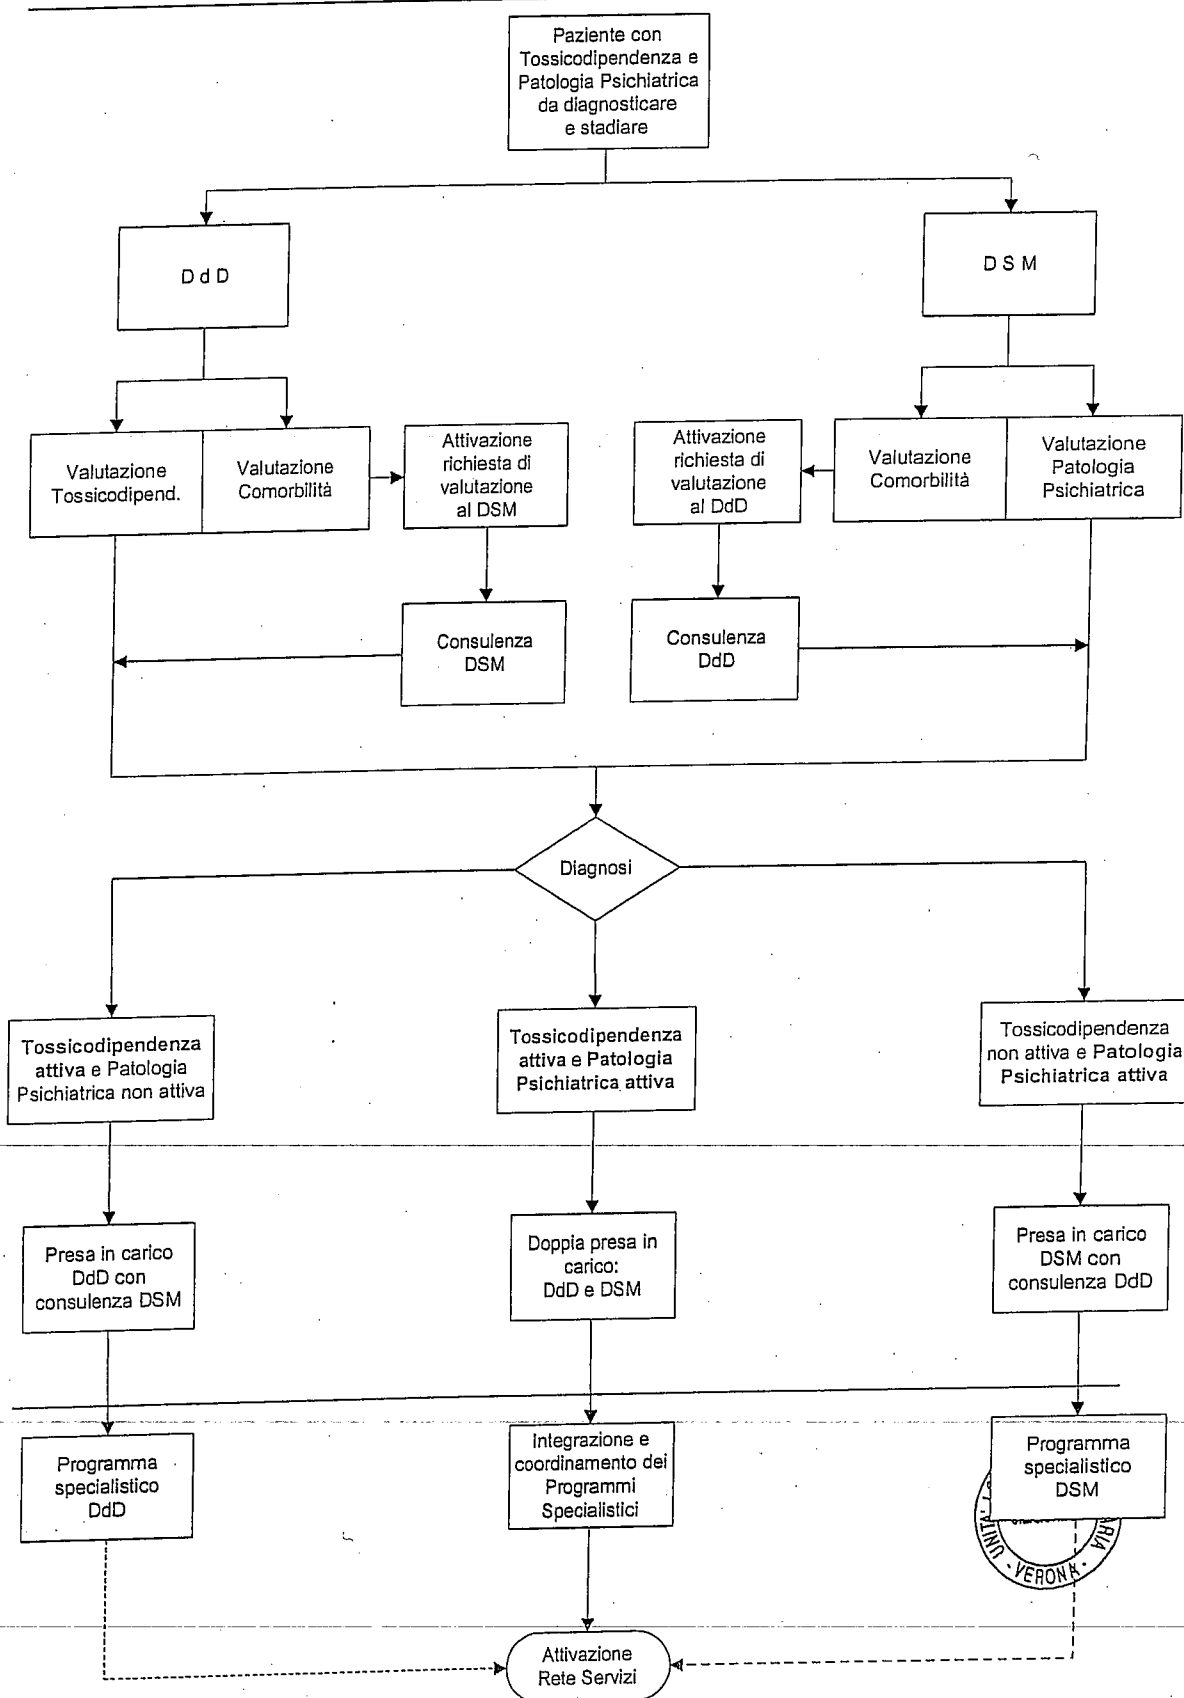 Paziente con
Tossicodipendenza e
Patologia Psichiatrica
da diagnosticare
e stadiare
D d D
D S M
Valutazione
Tossicodipend.
Valutazione
Comorbilità
Attivazione
richiesta di
valutazione
al DSM
Attivazione
richiesta di
valutazione
al DdD
Valutazione
Comorbilità
Valutazione
Patologia
Psichiatrica
Consulenza
DSM
Consulenza
DdD
Diagnosi
Tossicodipendenza
attiva e Patologia
Psichiatrica non attiva
Tossicodipendenza
attiva e Patologia
Psichiatrica attiva
Tossicodipendenza
non attiva e Patologia
Psichiatrica attiva
Presa in carico
DdD con
consulenza DSM
Doppia presa in
carico:
DdD e DSM
Presa in carico
DSM con
consulenza DdD
Programma
specialistico
DdD
Integrazione e
coordinamento dei
Programmi
Specialistici
Programma
specialistico
DSM
UNITA'
· VERONA ·
ARIA
Attivazione
Rete Servizi